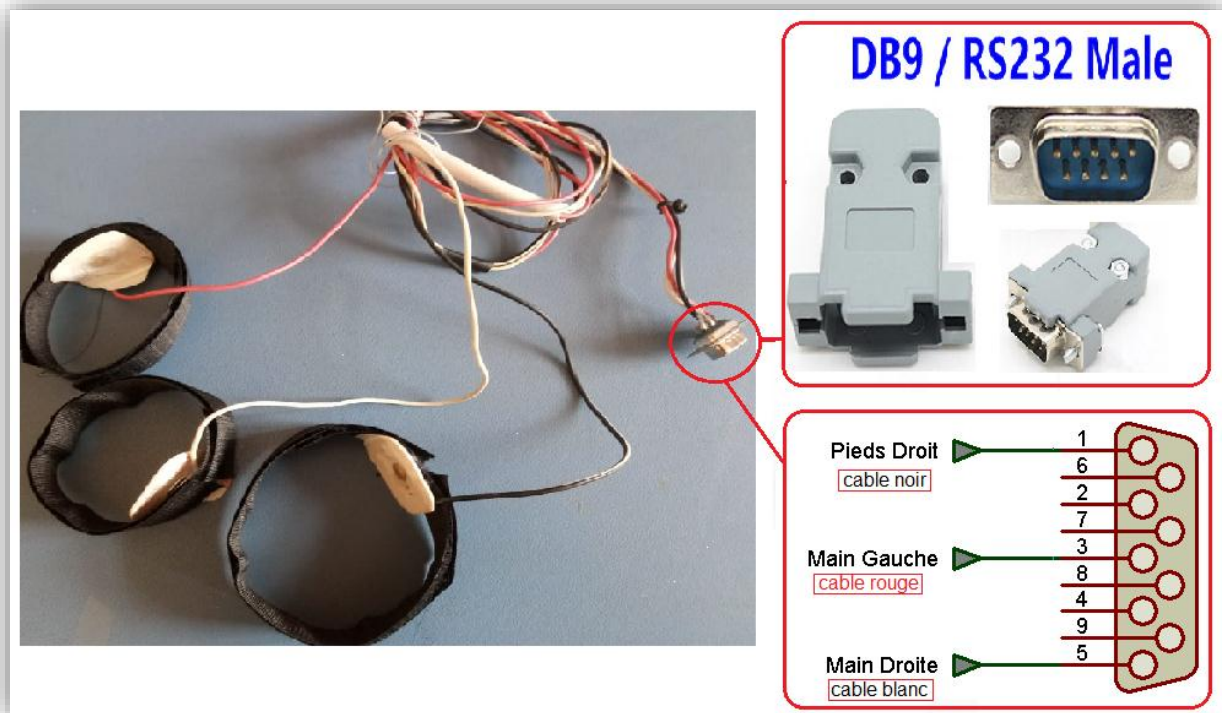 DB9 / RS232 Male
Pieds Droit
cable noir
Main Gauche
cable rouge
Main Droite
cable blanc
1
6
2
7
3
8
4
9
5